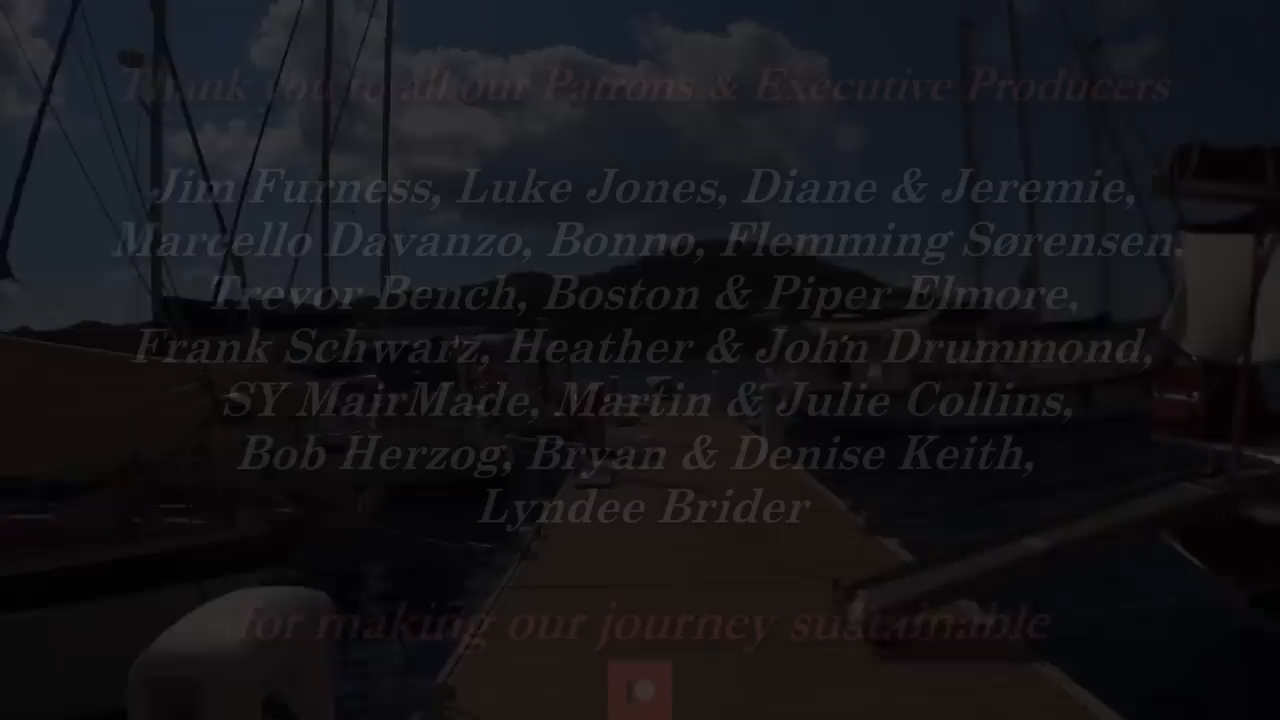 Thank you to all our Patrons & Executive Producers
Jim Furness, Luke Jones, Diane & Jeremie,
Marcello Davanzo, Bonno, Flemming Sørensen.
Trevor Bench, Boston & Piper Elmore,
Frank Schwarz, Heather & John Drummond,
SY MairMade, Martin & Julie Collins,
Bob Herzog, Bryan & Denise Keith,
Lyndee Brider
for making our journey sustainable